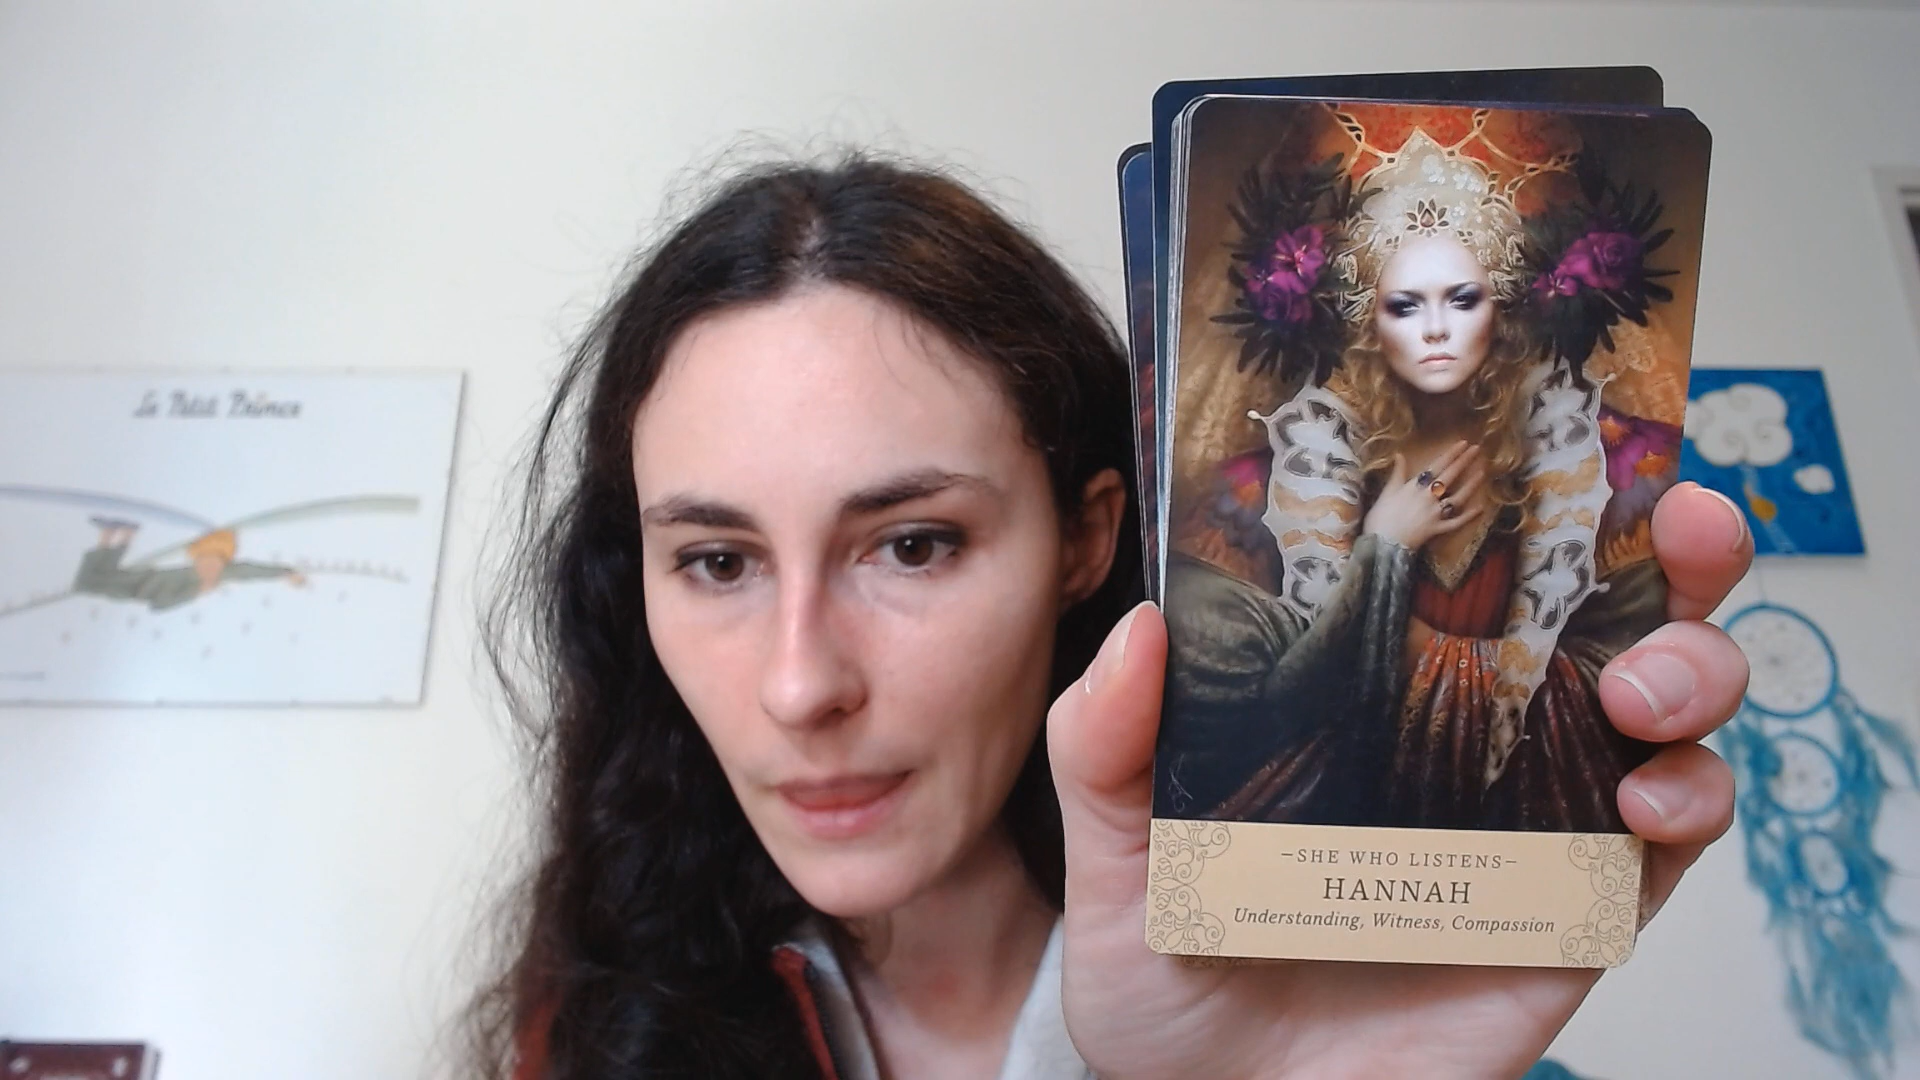 Le Petit Prince
-SHE WHO LISTENS-
HANNAH
Understanding, Witness, Compassion